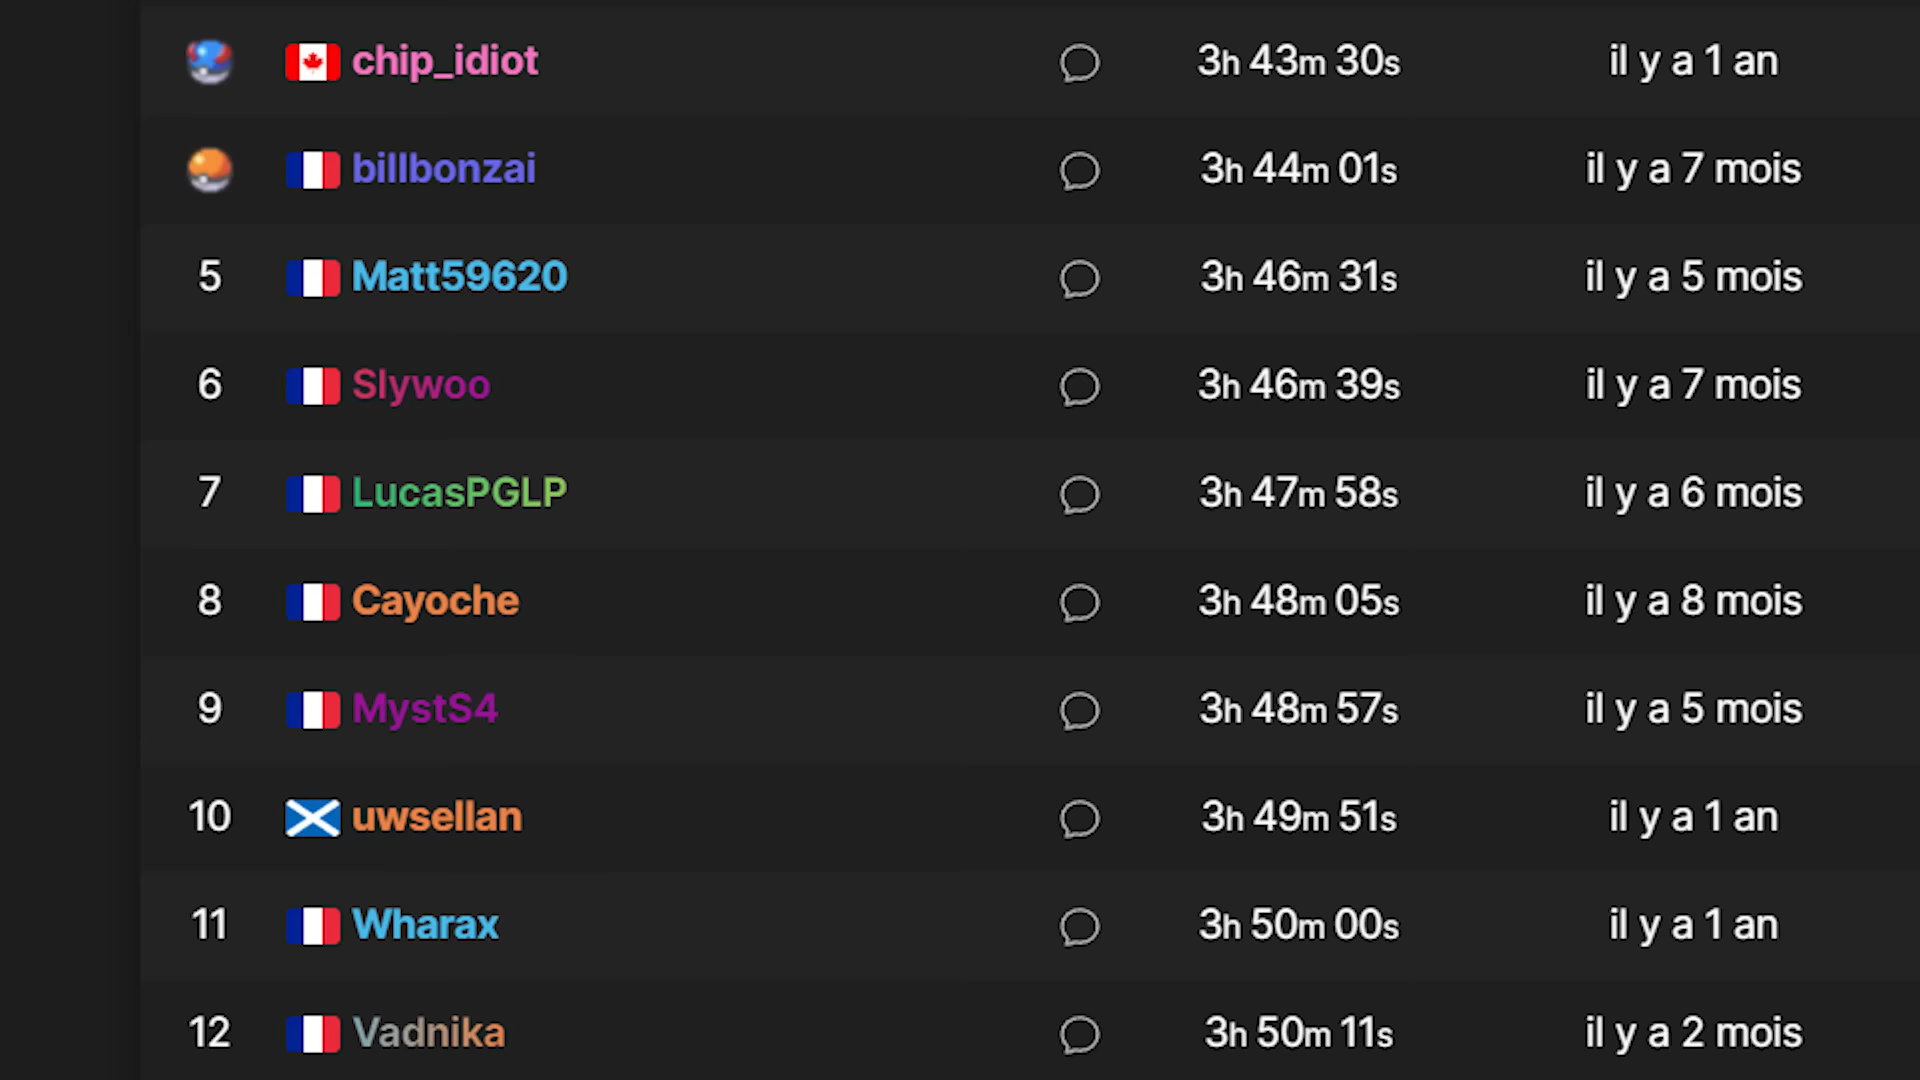 chip_idiot 3h 43m 30s il y a 1 an
billbonzai 3h 44m 01s il y a 7 mois
5 Matt59620 3h 46m 31s il y a 5 mois
6 Slywoo 3h 46m 39s il y a 7 mois
7 LucasPGLP 3h 47m 58s il y a 6 mois
8 Cayoche 3h 48m 05s il y a 8 mois
9 MystS4 3h 48m 57s il y a 5 mois
10 uwsellan 3h 49m 51s il y a 1 an
11 Wharax 3h 50m 00s il y a 1 an
12 Vadnika 3h 50m 11s il y a 2 mois